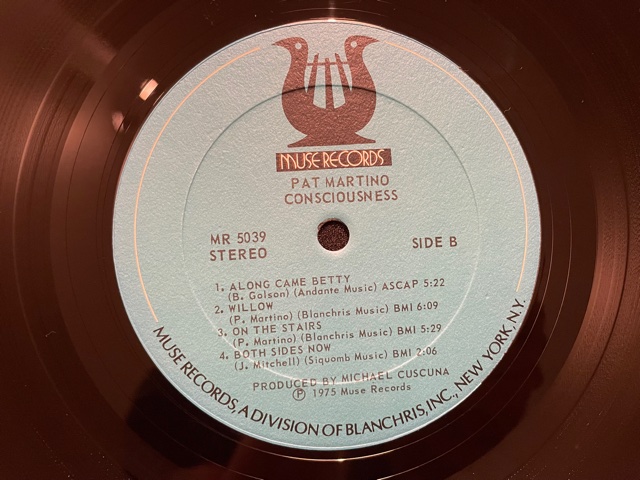 MUSE RECORDS
PAT MARTINO
CONSCIOUSNESS
MR 5039
STEREO
SIDE B
1. ALONG CAME BETTY
(B. Golson) (Andante Music) ASCAP 5:22
2. WILLOW
(P. Martino) (Blanchris Music) BMI 6:09
3. ON THE STAIRS
(P. Martino) (Blanchris Music) BMI 5:29
4. BOTH SIDES NOW
(J. Mitchell) (Siquomb Music) BMI 2:06
PRODUCED BY MICHAEL CUSCUNA
Ⓟ 1975 Muse Records
MUSE RECORDS, A DIVISION OF BLANCHRIS, INC., NEW YORK, N.Y.